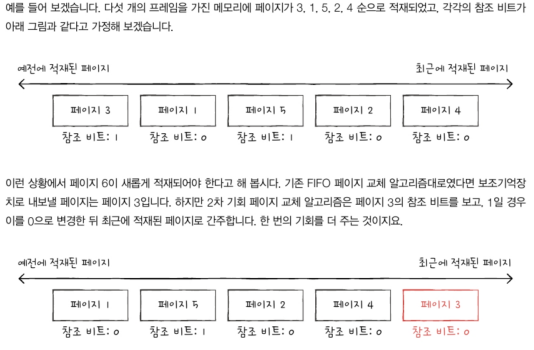 예를 들어 보겠습니다. 다섯 개의 프레임을 가진 메모리에 페이지가 3, 1, 5, 2, 4 순으로 적재되었고, 각각의 참조 비트가
아래 그림과 같다고 가정해 보겠습니다.
예전에 적재된 페이지 최근에 적재된 페이지
페이지 3 페이지 1 페이지 5 페이지 2 페이지 4
참조 비트: 1 참조 비트: 0 참조 비트: 1 참조 비트: 0 참조 비트: 0
이런 상황에서 페이지 6이 새롭게 적재되어야 한다고 해 봅시다. 기존 FIFO 페이지 교체 알고리즘대로였다면 보조기억장
치로 내보낼 페이지는 페이지 3입니다. 하지만 2차 기회 페이지 교체 알고리즘은 페이지 3의 참조 비트를 보고, 1일 경우
이를 0으로 변경한 뒤 최근에 적재된 페이지로 간주합니다. 한 번의 기회를 더 주는 것이지요.
예전에 적재된 페이지 최근에 적재된 페이지
페이지 1 페이지 5 페이지 2 페이지 4 페이지 3
참조 비트: 0 참조 비트: 1 참조 비트: 0 참조 비트: 0 참조 비트: 0